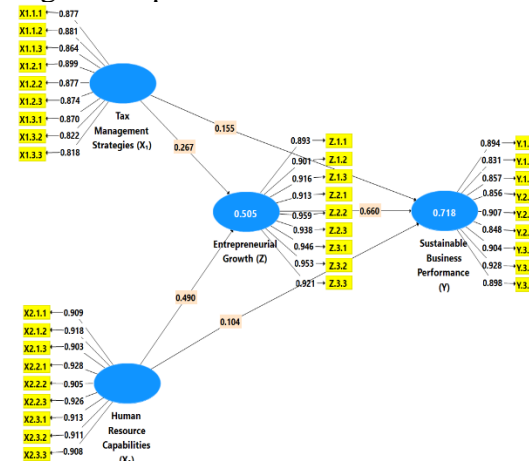 X1.1.1 0.877
X1.1.2 0.881
X1.1.3 0.864
X1.2.1 0.899
X1.2.2 0.877
X1.2.3 0.874
X1.3.1 0.870
X1.3.2 0.822
X1.3.3 0.818
Tax
Management
Strategies (X₁)
0.155
0.267
0.893 Z.1.1
0.901 Z.1.2
0.916 Z.1.3
0.913 Z.2.1
0.959 Z.2.2
0.938 Z.2.3
0.946 Z.3.1
0.953 Z.3.2
0.921 Z.3.3
0.505
Entrepreneurial
Growth (Z)
0.660
0.894
0.831
0.857
0.856
0.907
0.848
0.904
0.928
0.898
0.718
Sustainable
Business
Performance
(Y)
0.490
0.104
X2.1.1 0.909
X2.1.2 0.918
X2.1.3 0.903
X2.2.1 0.928
X2.2.2 0.905
X2.2.3 0.926
X2.3.1 0.913
X2.3.2 0.911
X2.3.3 0.908
Human
Resource
Capabilities